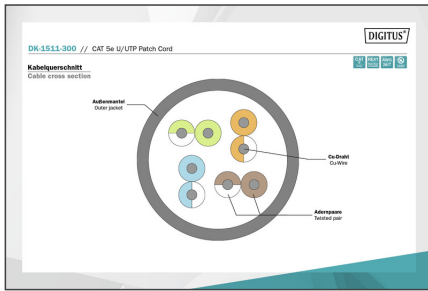 DIGITUS®
DK-1511-300 // CAT 5e U/UTP Patch Cord
Kabelquerschnitt
Cable cross section
Außenmantel
Outer jacket
Cu-Draht
Cu-Wire
Adernpaare
Twisted pair